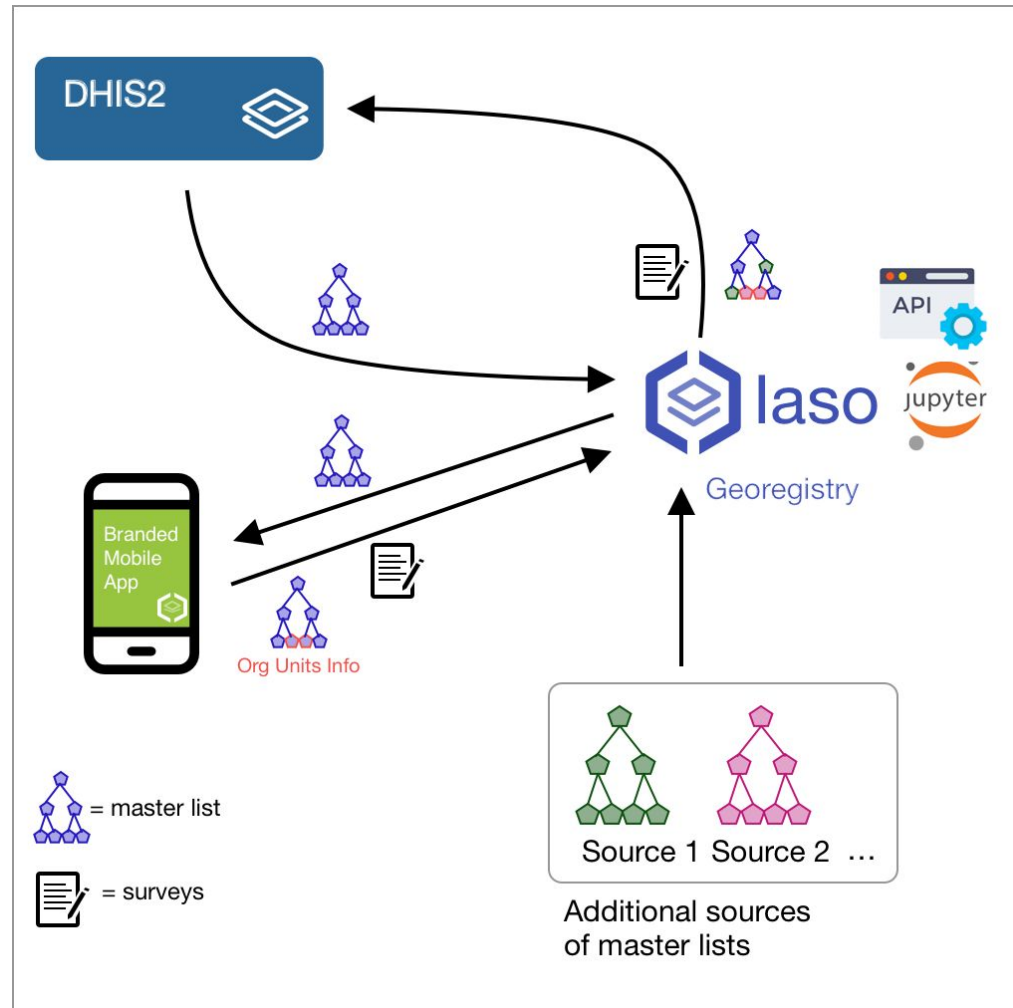 DHIS2
API
jupyter
Iaso
Georegistry
Branded
Mobile
App
Org Units Info
= master list
= surveys
Source 1 Source 2 ...
Additional sources
of master lists